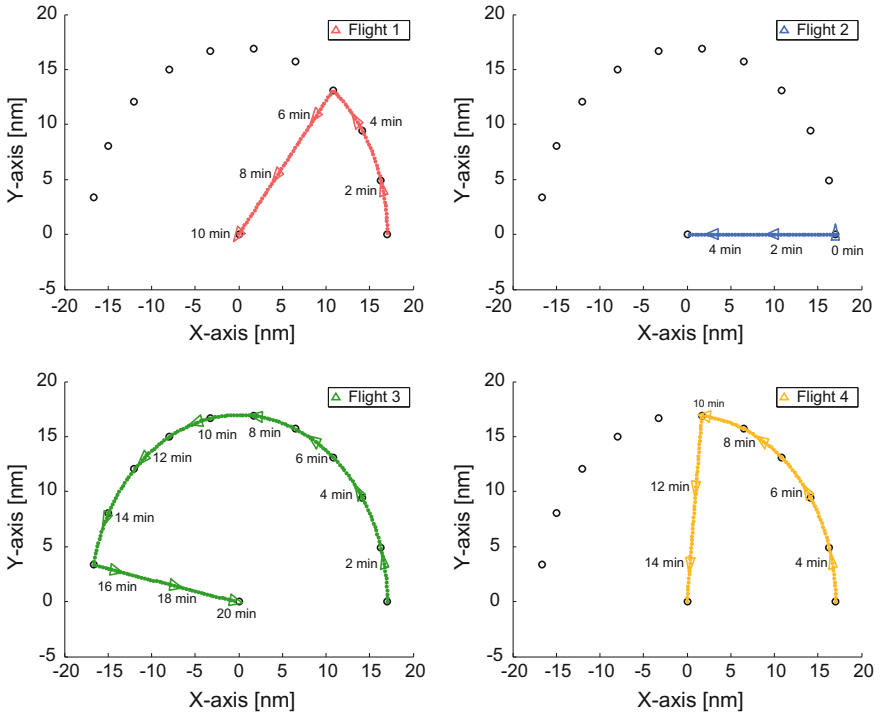 Flight 1
20
15
10
5
0
-5
Y-axis [nm]
6 min
4 min
8 min
2 min
10 min
-20
-15
-10
-5
0
5
10
15
20
X-axis [nm]
Flight 2
20
15
10
5
0
-5
Y-axis [nm]
4 min
2 min
0 min
-20
-15
-10
-5
0
5
10
15
20
X-axis [nm]
Flight 3
20
15
10
5
0
-5
Y-axis [nm]
10 min
8 min
12 min
6 min
4 min
14 min
2 min
16 min
18 min
20 min
-20
-15
-10
-5
0
5
10
15
20
X-axis [nm]
Flight 4
20
15
10
5
0
-5
Y-axis [nm]
10 min
8 min
12 min
6 min
14 min
4 min
-20
-15
-10
-5
0
5
10
15
20
X-axis [nm]